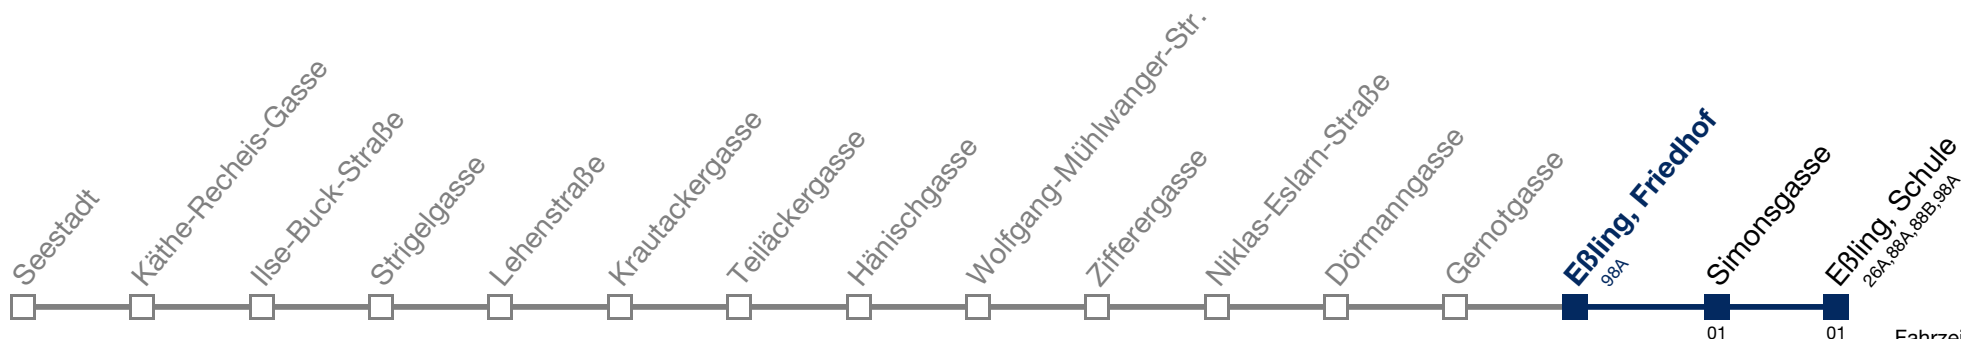 Seestadt
Käthe-Recheis-Gasse
Ilse-Buck-Straße
Strigelgasse
Lehenstraße
Krautackergasse
Teiläckergasse
Hänischgasse
Wolfgang-Mühlwanger-Str.
Zifferergasse
Niklas-Eslarn-Straße
Dörmanngasse
Gernotgasse
Eßling, Friedhof
98A
Simonsgasse
Eßling, Schule
26A,88A,88B,98A
01
01